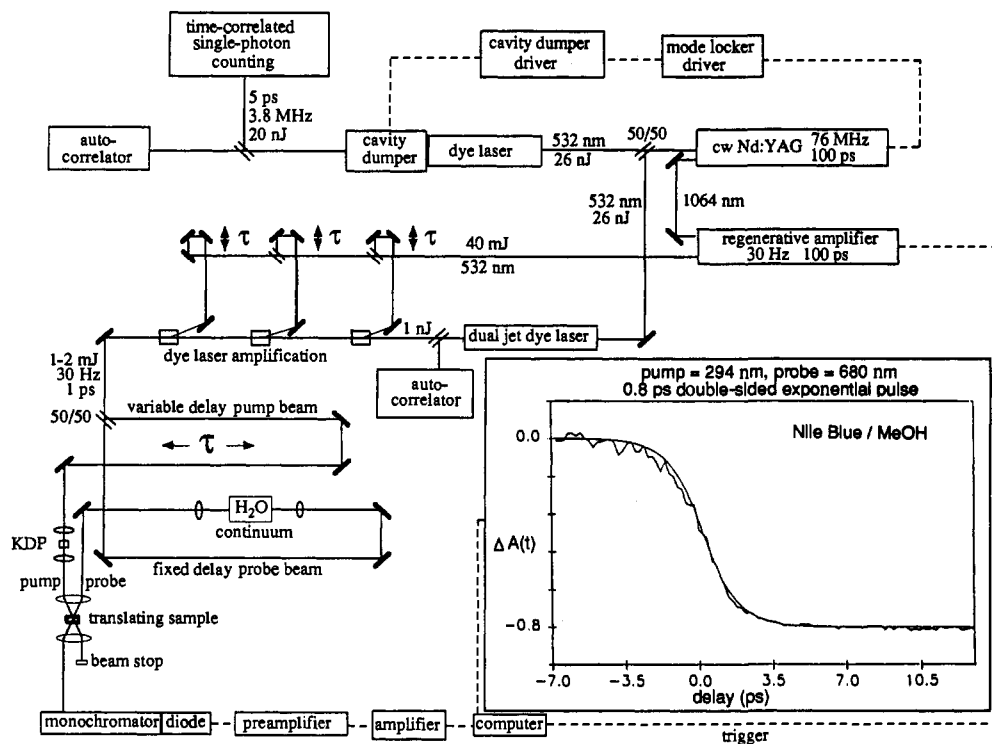 time-correlated
single-photon
counting
cavity dumper
driver
mode locker
driver
5 ps
3.8 MHz
20 nJ
auto-
correlator
cavity
dumper
dye laser
532 nm
26 nJ
50/50
cw Nd:YAG
76 MHz
100 ps
532 nm
26 nJ
1064 nm
τ
τ
τ
40 mJ
532 nm
regenerative amplifier
30 Hz 100 ps
1 nJ
dual jet dye laser
dye laser amplification
1-2 mJ
30 Hz
1 ps
auto-
correlator
50/50
variable delay pump beam
τ
H2O
continuum
KDP
fixed delay probe beam
pump
probe
translating sample
beam stop
monochromator
diode
preamplifier
amplifier
computer
trigger
pump = 294 nm, probe = 680 nm
0.8 ps double-sided exponential pulse
Nile Blue / MeOH
0.0
ΔA(t)
−0.8
−7.0
−3.5
0.0
3.5
7.0
10.5
delay (ps)